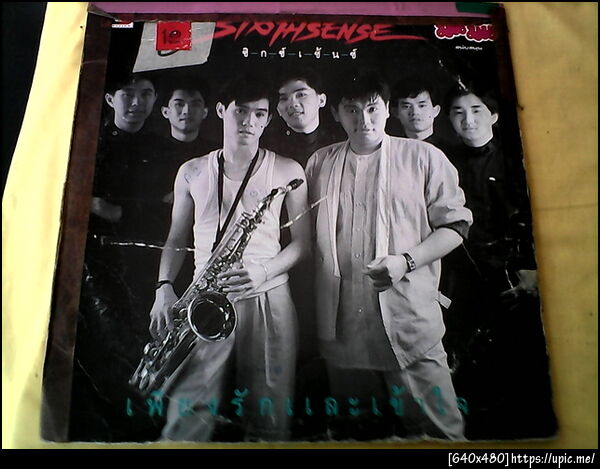 SIXTHSENSE
ซิกซ์เซ้นซ์
12
เพียงรักและเข้าใจ
[640x480]https://upic.me/